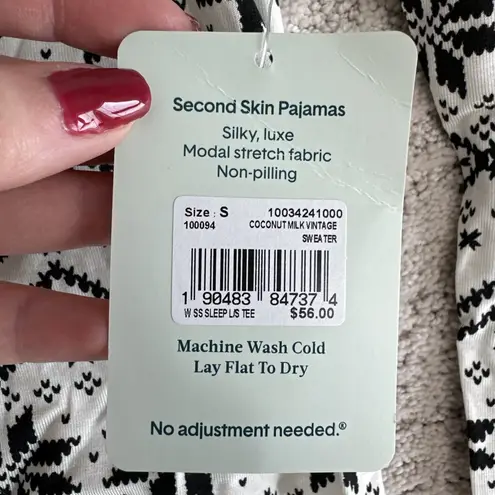 Second Skin Pajamas
Silky, luxe
Modal stretch fabric
Non-pilling
Size : S 10034241000
100094 COCONUT MILK VINTAGE
SWEATER
1 90483 84737 4
W SS SLEEP L/S TEE $56.00
Machine Wash Cold
Lay Flat To Dry
No adjustment needed.®